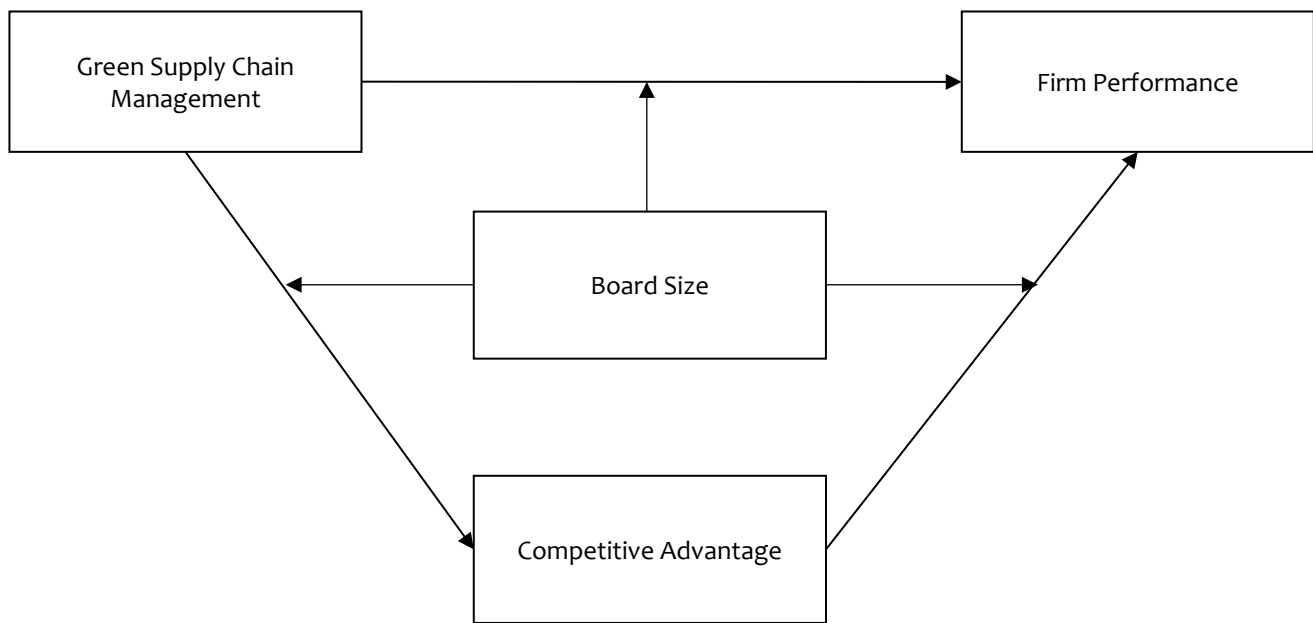 Green Supply Chain
Management
Firm Performance
Board Size
Competitive Advantage